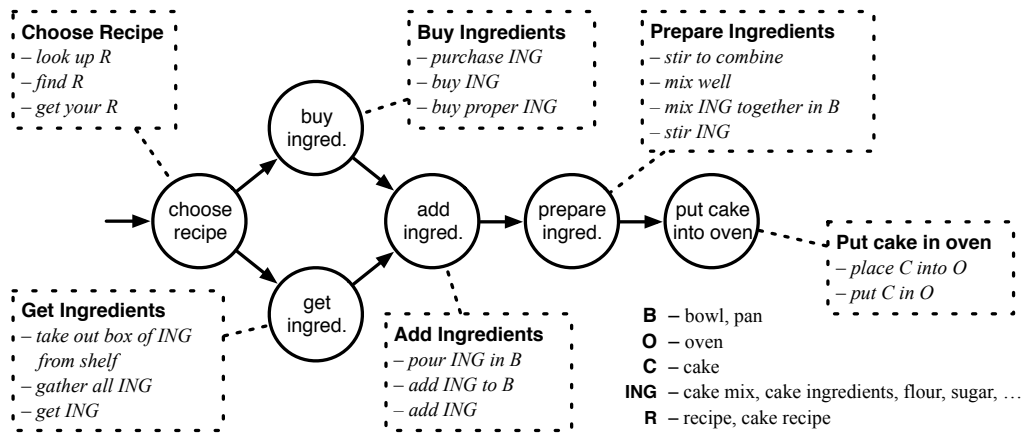 Choose Recipe
– look up R
– find R
– get your R
Buy Ingredients
– purchase ING
– buy ING
– buy proper ING
Prepare Ingredients
– stir to combine
– mix well
– mix ING together in B
– stir ING
buy
ingred.
choose
recipe
add
ingred.
prepare
ingred.
put cake
into oven
get
ingred.
Put cake in oven
– place C into O
– put C in O
Get Ingredients
– take out box of ING
from shelf
– gather all ING
– get ING
Add Ingredients
– pour ING in B
– add ING to B
– add ING
B – bowl, pan
O – oven
C – cake
ING – cake mix, cake ingredients, flour, sugar, …
R – recipe, cake recipe